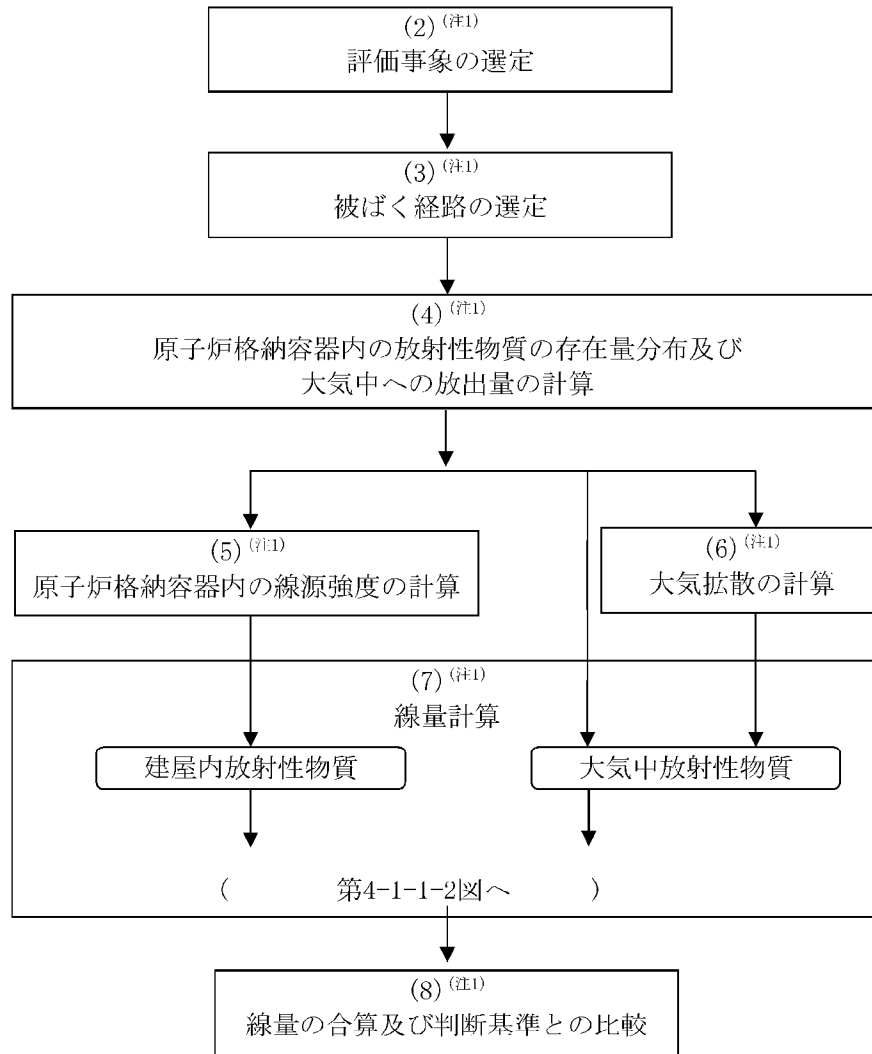 (2)(注1)
評価事象の選定
(3)(注1)
被ばく経路の選定
(4)(注1)
原子炉格納容器内の放射性物質の存在量分布及び
大気中への放出量の計算
(5)(注1)
原子炉格納容器内の線源強度の計算
(6)(注1)
大気拡散の計算
(7)(注1)
線量計算
建屋内放射性物質
大気中放射性物質
( 第4-1-1-2図へ )
(8)(注1)
線量の合算及び判断基準との比較